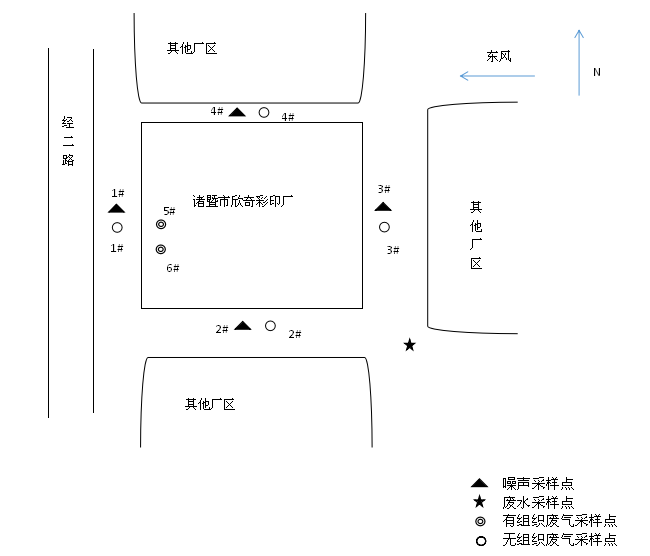 其他厂区
东风
N
经二路
4#
4#
1#
1#
诸暨市欣奇彩印厂
5#
6#
3#
3#
其他厂区
2#
2#
其他厂区
噪声采样点
废水采样点
有组织废气采样点
无组织废气采样点